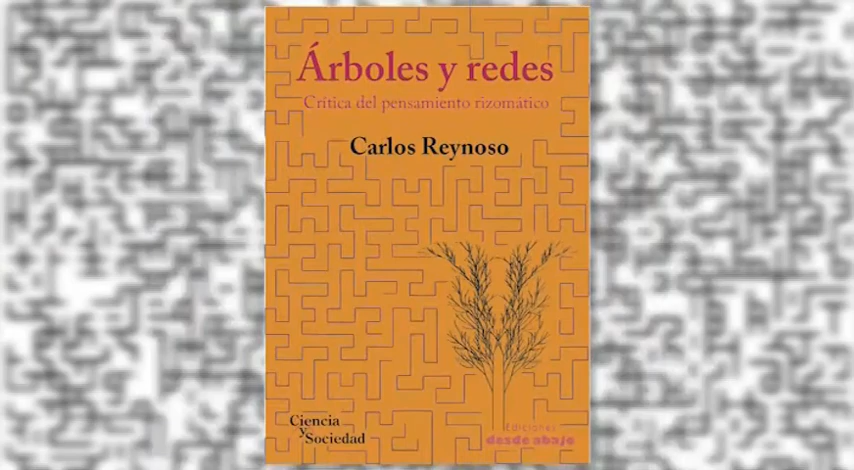 Árboles y redes
Crítica del pensamiento rizomático
Carlos Reynoso
Ciencia
y
Sociedad
Ediciones
desde abajo